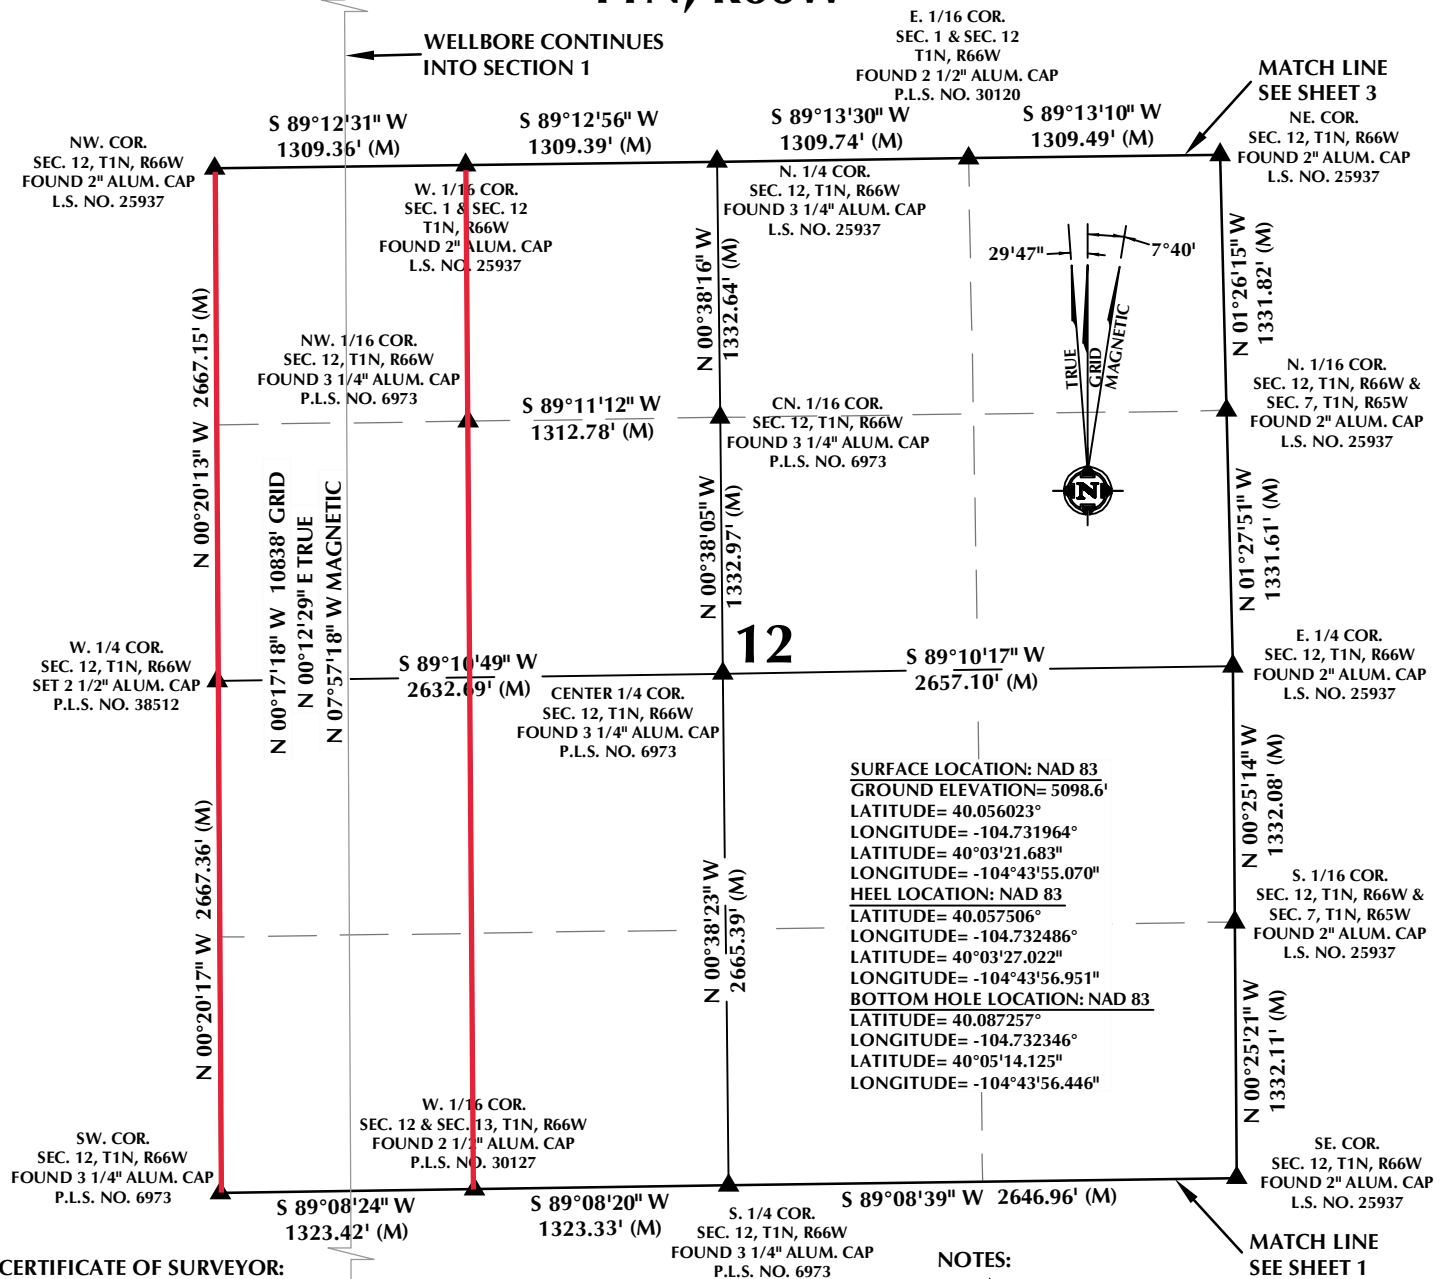 WELLBORE CONTINUES
INTO SECTION 1
E. 1/16 COR.
SEC. 1 & SEC. 12
T1N, R66W
FOUND 2 1/2" ALUM. CAP
P.L.S. NO. 30120
MATCH LINE
SEE SHEET 3
NW. COR.
SEC. 12, T1N, R66W
FOUND 2" ALUM. CAP
L.S. NO. 25937
S 89°12'31" W
1309.36' (M)
S 89°12'56" W
1309.39' (M)
S 89°13'30" W
1309.74' (M)
S 89°13'10" W
1309.49' (M)
NE. COR.
SEC. 12, T1N, R66W
FOUND 2" ALUM. CAP
L.S. NO. 25937
W. 1/16 COR.
SEC. 1 & SEC. 12
T1N, R66W
FOUND 2" ALUM. CAP
L.S. NO. 25937
N. 1/4 COR.
SEC. 12, T1N, R66W
FOUND 3 1/4" ALUM. CAP
L.S. NO. 25937
29'47"
7°40'
TRUE
GRID
MAGNETIC
N
N 00°20'13" W 2667.15' (M)
N 00°38'16" W
1332.64' (M)
N 01°26'15" W
1331.82' (M)
NW. 1/16 COR.
SEC. 12, T1N, R66W
FOUND 3 1/4" ALUM. CAP
P.L.S. NO. 6973
S 89°11'12" W
1312.78' (M)
CN. 1/16 COR.
SEC. 12, T1N, R66W
FOUND 3 1/4" ALUM. CAP
P.L.S. NO. 6973
N. 1/16 COR.
SEC. 12, T1N, R66W &
SEC. 7, T1N, R65W
FOUND 2" ALUM. CAP
L.S. NO. 25937
N 00°17'18" W 10838' GRID
N 00°12'29" E TRUE
N 07°57'18" W MAGNETIC
N 00°38'05" W
1332.97' (M)
N 01°27'51" W
1331.61' (M)
W. 1/4 COR.
SEC. 12, T1N, R66W
SET 2 1/2" ALUM. CAP
P.L.S. NO. 38512
S 89°10'49" W
2632.69' (M)
12
CENTER 1/4 COR.
SEC. 12, T1N, R66W
FOUND 3 1/4" ALUM. CAP
P.L.S. NO. 6973
S 89°10'17" W
2657.10' (M)
E. 1/4 COR.
SEC. 12, T1N, R66W
FOUND 2" ALUM. CAP
L.S. NO. 25937
N 00°20'17" W 2667.36' (M)
N 00°38'23" W
2665.39' (M)
SURFACE LOCATION: NAD 83
GROUND ELEVATION= 5098.6'
LATITUDE= 40.056023°
LONGITUDE= -104.731964°
LATITUDE= 40°03'21.683"
LONGITUDE= -104°43'55.070"
HEEL LOCATION: NAD 83
LATITUDE= 40.057506°
LONGITUDE= -104.732486°
LATITUDE= 40°03'27.022"
LONGITUDE= -104°43'56.951"
BOTTOM HOLE LOCATION: NAD 83
LATITUDE= 40.087257°
LONGITUDE= -104.732346°
LATITUDE= 40°05'14.125"
LONGITUDE= -104°43'56.446"
N 00°25'14" W
1332.08' (M)
S. 1/16 COR.
SEC. 12, T1N, R66W &
SEC. 7, T1N, R65W
FOUND 2" ALUM. CAP
L.S. NO. 25937
N 00°25'21" W
1332.11' (M)
SW. COR.
SEC. 12, T1N, R66W
FOUND 3 1/4" ALUM. CAP
P.L.S. NO. 6973
W. 1/16 COR.
SEC. 12 & SEC. 13, T1N, R66W
FOUND 2 1/2" ALUM. CAP
P.L.S. NO. 30127
S 89°08'24" W
1323.42' (M)
S 89°08'20" W
1323.33' (M)
S. 1/4 COR.
SEC. 12, T1N, R66W
FOUND 3 1/4" ALUM. CAP
P.L.S. NO. 6973
S 89°08'39" W 2646.96' (M)
SE. COR.
SEC. 12, T1N, R66W
FOUND 2" ALUM. CAP
L.S. NO. 25937
MATCH LINE
SEE SHEET 1
CERTIFICATE OF SURVEYOR:
NOTES: